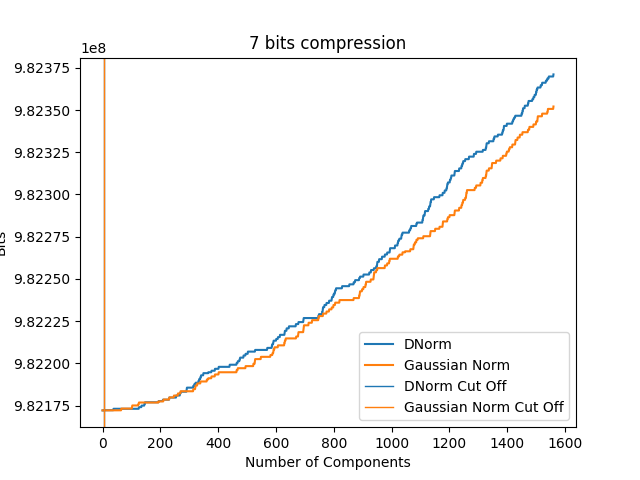 7 bits compression
1e8
9.82375
9.82350
9.82325
9.82300
9.82275
9.82250
9.82225
9.82200
9.82175
Bits
0 200 400 600 800 1000 1200 1400 1600
Number of Components
DNorm
Gaussian Norm
DNorm Cut Off
Gaussian Norm Cut Off